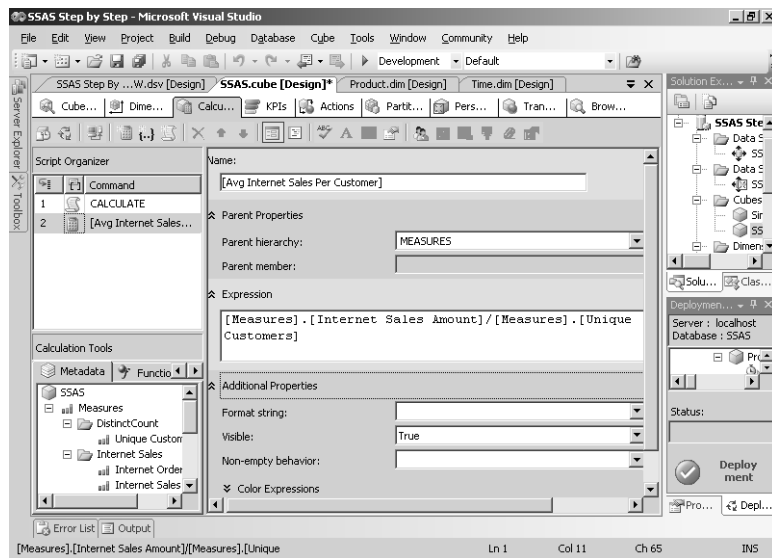 SSAS Step by Step - Microsoft Visual Studio
File Edit View Project Build Debug Database Cube Tools Window Community Help
Development Default
SSAS Step By ...W.dsv [Design] SSAS.cube [Design]* Product.dim [Design] Time.dim [Design]
Cube... Dime... Calcu... KPIs Actions Partit... Pers... Tran... Brow...
Server Explorer
Toolbox
Script Organizer
Command
1 CALCULATE
2 [Avg Internet Sales...
Calculation Tools
Metadata Functio
SSAS
Measures
DistinctCount
Unique Custom
Internet Sales
Internet Order
Internet Sales
Name:
[Avg Internet Sales Per Customer]
Parent Properties
Parent hierarchy: MEASURES
Parent member:
Expression
[Measures].[Internet Sales Amount]/[Measures].[Unique
Customers]
Additional Properties
Format string:
Visible: True
Non-empty behavior:
Color Expressions
Solution Ex...
SSAS Ste
Data S
SSA
Data S
SS
Cubes
Sir
SS
Dimen:
Solu... Clas...
Deploymen...
Server : localhost
Database : SSAS
Pro
Status:
Deploy
ment
Pro... Depl...
Error List Output
[Measures].[Internet Sales Amount]/[Measures].[Unique Ln 1 Col 11 Ch 65 INS